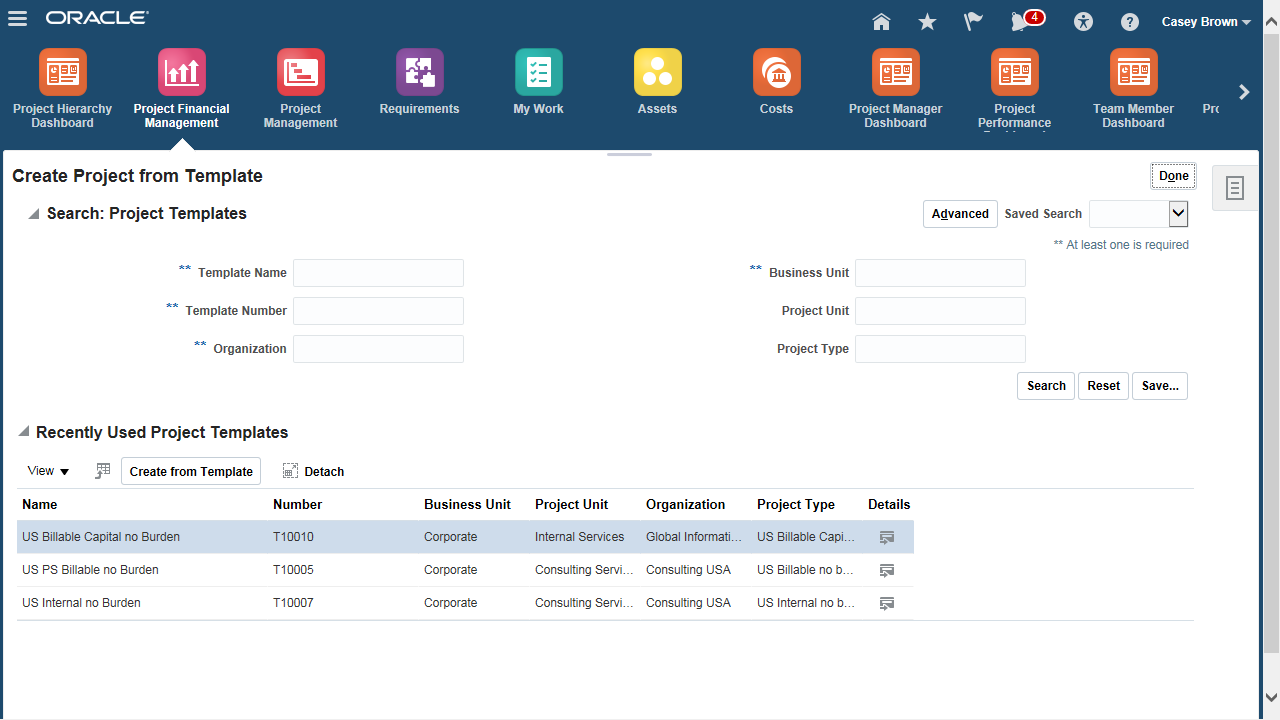 ORACLE®
4
Casey Brown
Project Hierarchy
Dashboard
Project Financial
Management
Project
Management
Requirements
My Work
Assets
Costs
Project Manager
Dashboard
Project
Performance
Team Member
Dashboard
Create Project from Template
Done
Search: Project Templates
Advanced Saved Search
** At least one is required
** Template Name
** Business Unit
** Template Number
Project Unit
** Organization
Project Type
Search Reset Save...
Recently Used Project Templates
View Create from Template Detach
Name Number Business Unit Project Unit Organization Project Type Details
US Billable Capital no Burden T10010 Corporate Internal Services Global Informati... US Billable Capi...
US PS Billable no Burden T10005 Corporate Consulting Servi... Consulting USA US Billable no b...
US Internal no Burden T10007 Corporate Consulting Servi... Consulting USA US Internal no b...